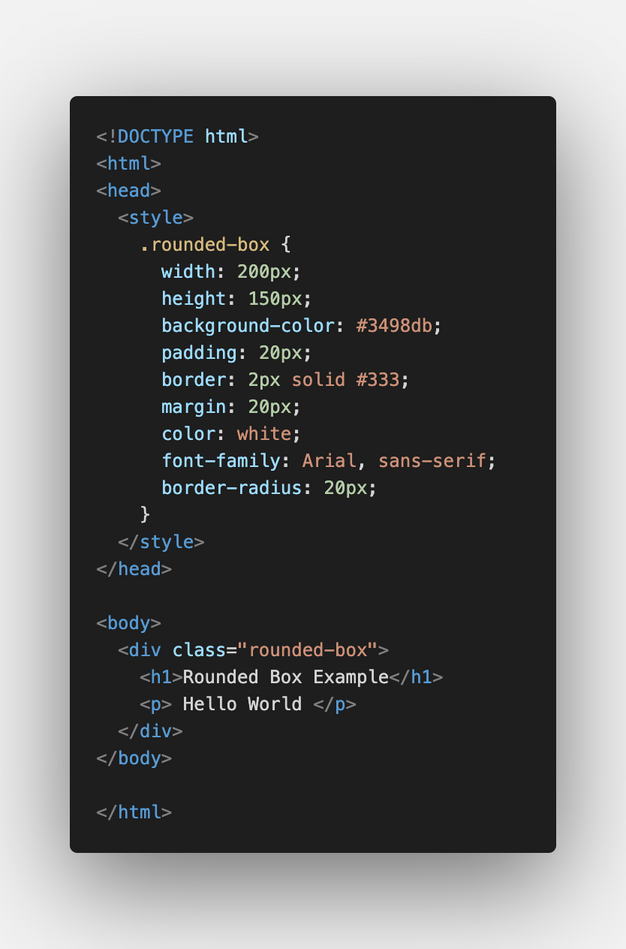 <!DOCTYPE html>
<html>
<head>
  <style>
    .rounded-box {
      width: 200px;
      height: 150px;
      background-color: #3498db;
      padding: 20px;
      border: 2px solid #333;
      margin: 20px;
      color: white;
      font-family: Arial, sans-serif;
      border-radius: 20px;
    }
  </style>
</head>

<body>
  <div class="rounded-box">
    <h1>Rounded Box Example</h1>
    <p> Hello World </p>
  </div>
</body>

</html>